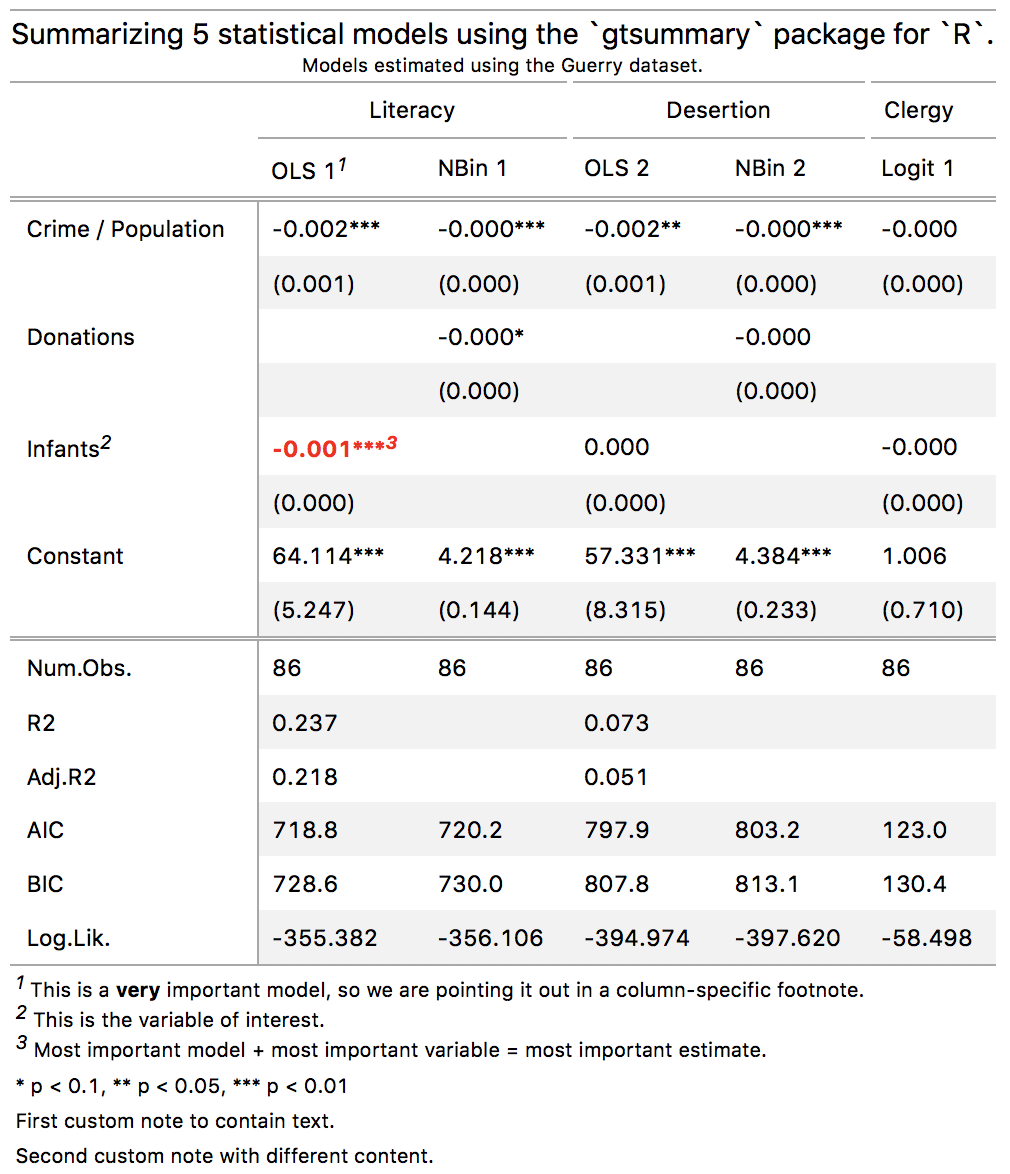 Summarizing 5 statistical models using the `gtsummary` package for `R`.
Models estimated using the Guerry dataset.
Literacy Desertion Clergy
OLS 1¹ NBin 1 OLS 2 NBin 2 Logit 1
Crime / Population -0.002*** -0.000*** -0.002** -0.000*** -0.000
(0.001) (0.000) (0.001) (0.000) (0.000)
Donations -0.000* -0.000
(0.000) (0.000)
Infants² -0.001***³ 0.000 -0.000
(0.000) (0.000) (0.000)
Constant 64.114*** 4.218*** 57.331*** 4.384*** 1.006
(5.247) (0.144) (8.315) (0.233) (0.710)
Num.Obs. 86 86 86 86 86
R2 0.237 0.073
Adj.R2 0.218 0.051
AIC 718.8 720.2 797.9 803.2 123.0
BIC 728.6 730.0 807.8 813.1 130.4
Log.Lik. -355.382 -356.106 -394.974 -397.620 -58.498
¹ This is a very important model, so we are pointing it out in a column-specific footnote.
² This is the variable of interest.
³ Most important model + most important variable = most important estimate.
* p < 0.1, ** p < 0.05, *** p < 0.01
First custom note to contain text.
Second custom note with different content.